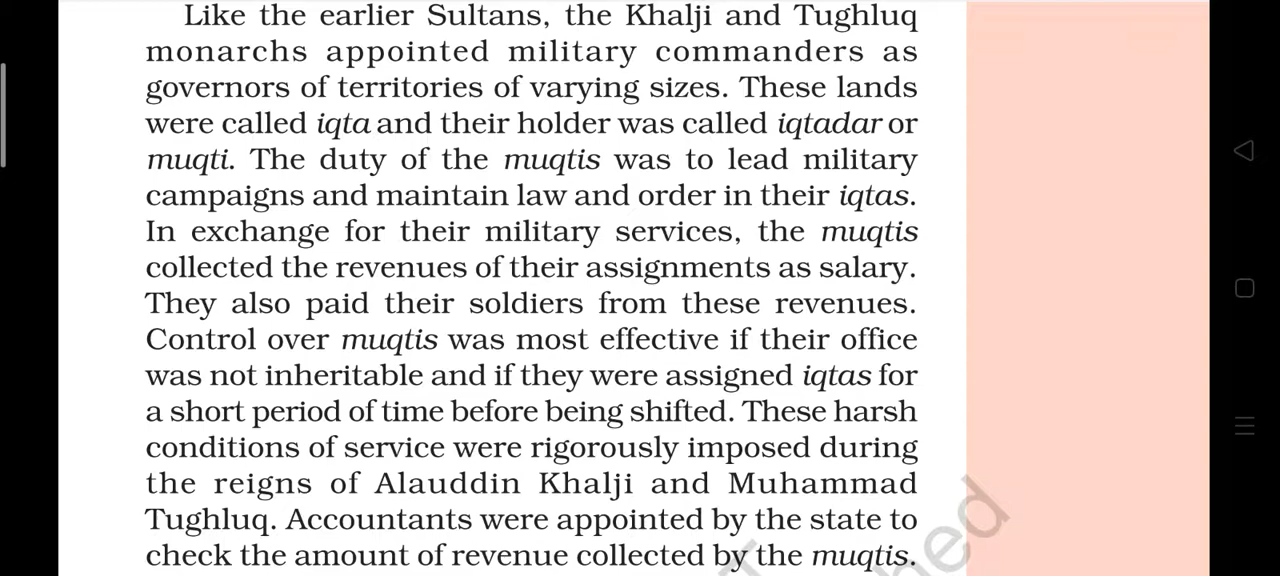 Like the earlier Sultans, the Khalji and Tughluq
monarchs appointed military commanders as
governors of territories of varying sizes. These lands
were called iqta and their holder was called iqtadar or
muqti. The duty of the muqtis was to lead military
campaigns and maintain law and order in their iqtas.
In exchange for their military services, the muqtis
collected the revenues of their assignments as salary.
They also paid their soldiers from these revenues.
Control over muqtis was most effective if their office
was not inheritable and if they were assigned iqtas for
a short period of time before being shifted. These harsh
conditions of service were rigorously imposed during
the reigns of Alauddin Khalji and Muhammad
Tughluq. Accountants were appointed by the state to
check the amount of revenue collected by the muqtis.